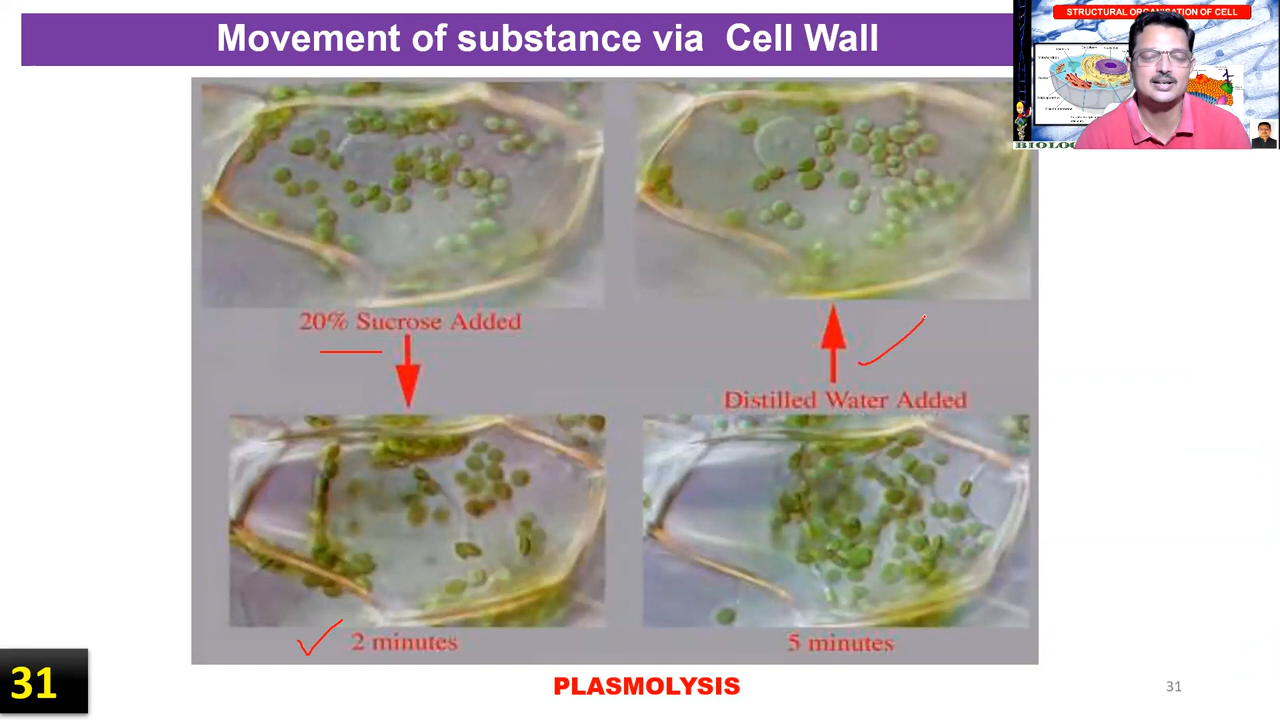 Movement of substance via Cell Wall
STRUCTURAL ORGANISATION OF CELL
BIOLOG
20% Sucrose Added
Distilled Water Added
2 minutes
5 minutes
31
PLASMOLYSIS
31